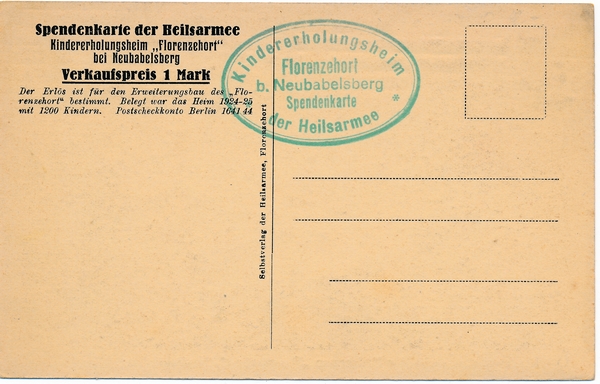 Spendenkarte der Heilsarmee
Kindererholungsheim „Florenzehort“
bei Neubabelsberg
Verkaufspreis 1 Mark
Der Erlös ist für den Erweiterungsbau des „Flo-
renzehort“ bestimmt. Belegt war das Heim 1924-25
mit 1200 Kindern. Postscheckkonto Berlin 1641 44
Kindererholungsheim
Florenzehort
b. Neubabelsberg
Spendenkarte
der Heilsarmee *
Selbstverlag der Heilsarmee, Florenzehort